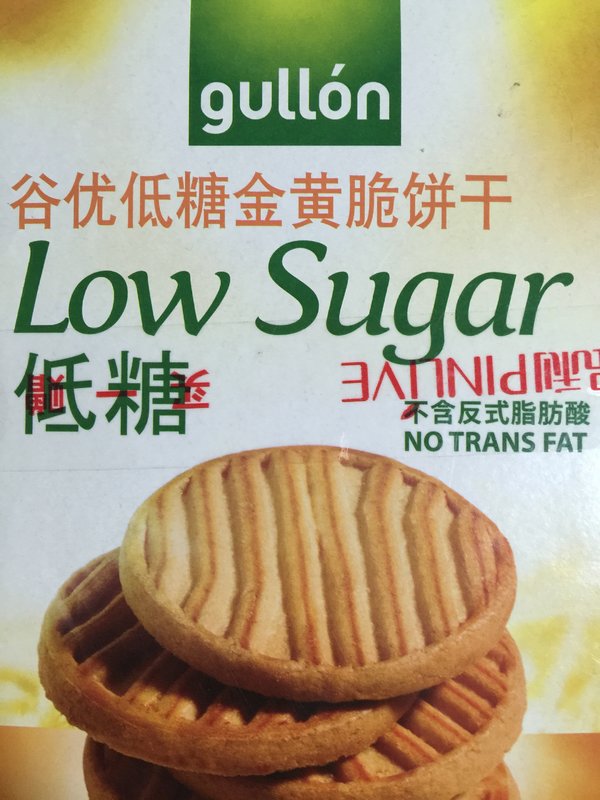 gullón
谷优低糖金黄脆饼干
Low Sugar
低糖
PINLIVE
不含反式脂肪酸
NO TRANS FAT